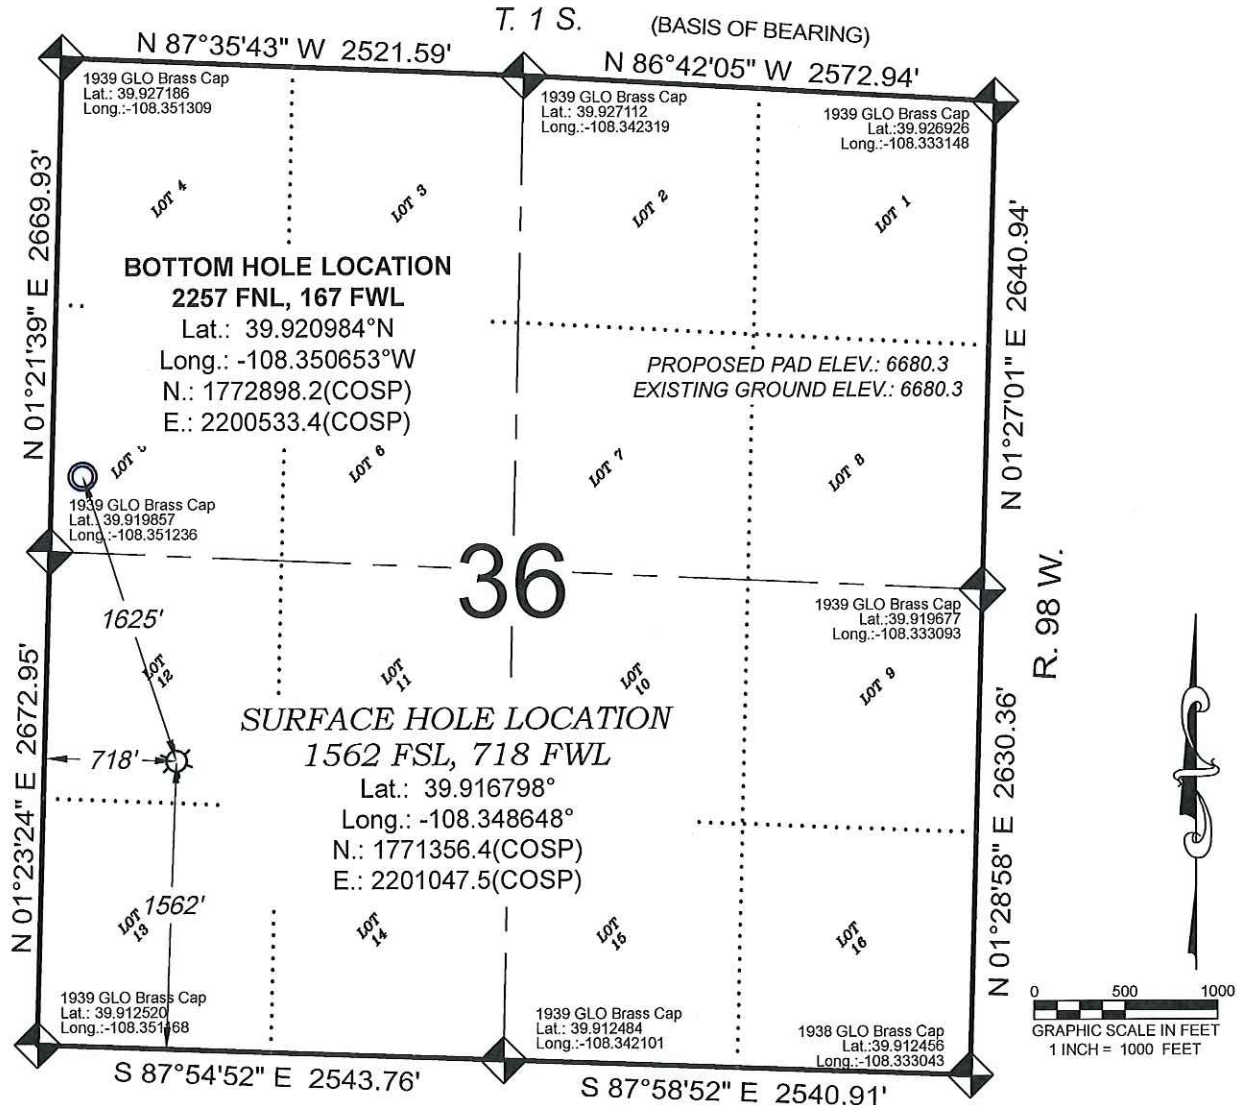 T. 1 S.
(BASIS OF BEARING)
N 87°35'43" W 2521.59'
N 86°42'05" W 2572.94'
1939 GLO Brass Cap
Lat.: 39.927186
Long.:-108.351309
1939 GLO Brass Cap
Lat.: 39.927112
Long.:-108.342319
1939 GLO Brass Cap
Lat.:39.926926
Long.:-108.333148
N 01°21'39" E 2669.93'
LOT 4
LOT 3
LOT 2
LOT 1
N 01°27'01" E 2640.94'
BOTTOM HOLE LOCATION
2257 FNL, 167 FWL
Lat.: 39.920984°N
Long.: -108.350653°W
N.: 1772898.2(COSP)
E.: 2200533.4(COSP)
PROPOSED PAD ELEV.: 6680.3
EXISTING GROUND ELEV.: 6680.3
LOT
LOT 6
LOT 7
LOT 8
1939 GLO Brass Cap
Lat.: 39.919857
Long.:-108.351236
36
1939 GLO Brass Cap
Lat.:39.919677
Long.:-108.333093
R. 98 W.
1625'
LOT
12
LOT
11
LOT
10
LOT 9
N 01°23'24" E 2672.95'
718'
SURFACE HOLE LOCATION
1562 FSL, 718 FWL
Lat.: 39.916798°
Long.: -108.348648°
N.: 1771356.4(COSP)
E.: 2201047.5(COSP)
N 01°28'58" E 2630.36'
1562'
LOT
13
LOT
14
LOT
15
LOT
16
1939 GLO Brass Cap
Lat.: 39.912520
1939 GLO Brass Cap
Lat.: 39.912484
Long.:-108.342101
1938 GLO Brass Cap
Lat.:39.912456
Long.:-108.333043
S 87°54'52" E 2543.76'
S 87°58'52" E 2540.91'
0 500 1000
GRAPHIC SCALE IN FEET
1 INCH = 1000 FEET